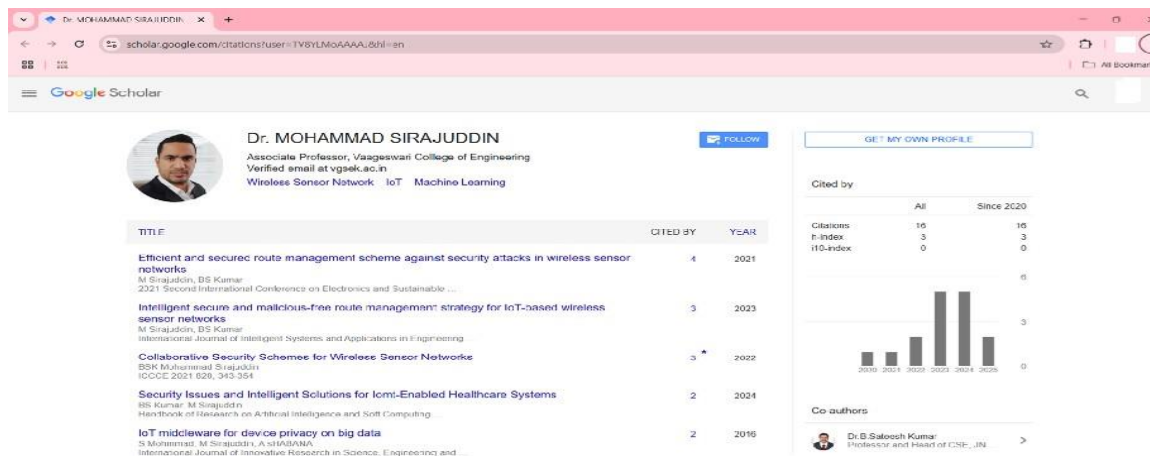 Dr. MOHAMMAD SIRAJUDDIN
scholar.google.com/citations?user=TV8YLMoAAAAJ&hl=en
All Bookmar
Google Scholar
Dr. MOHAMMAD SIRAJUDDIN
Associate Professor, Vaageswari College of Engineering
Verified email at vgsek.ac.in
Wireless Sensor Network IoT Machine Learning
FOLLOW
TITLE CITED BY YEAR
Efficient and secured route management scheme against security attacks in wireless sensor
networks 4 2021
M Sirajuddin, BS Kumar
2021 Second International Conference on Electronics and Sustainable ...
Intelligent secure and malicious-free route management strategy for IoT-based wireless
sensor networks 3 2023
M Sirajuddin, BS Kumar
International Journal of Intelligent Systems and Applications in Engineering
Collaborative Security Schemes for Wireless Sensor Networks 3 * 2022
BSK Mohammad Sirajuddin
ICCCE 2021 828, 343-354
Security Issues and Intelligent Solutions for Iomt-Enabled Healthcare Systems 2 2024
BS Kumar, M Sirajuddin
Handbook of Research on Artificial Intelligence and Soft Computing
IoT middleware for device privacy on big data 2 2016
S Mohmmad, M Sirajuddin, A sHABANA
International Journal of Innovative Research in Science, Engineering and
GET MY OWN PROFILE
Cited by
All Since 2020
Citations 16 16
h-index 3 3
i10-index 0 0
6
3
0
2020 2021 2022 2023 2024 2025
Co-authors
Dr.B.Sateesh Kumar
Professor and Head of CSE, JN...